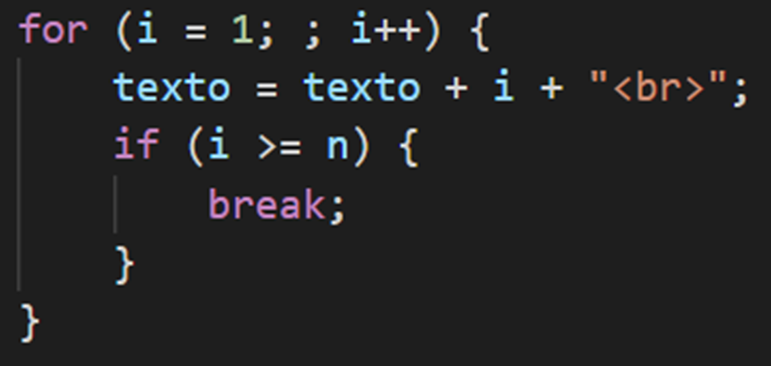 for (i = 1; ; i++) {
    texto = texto + i + "<br>";
    if (i >= n) {
        break;
    }
}